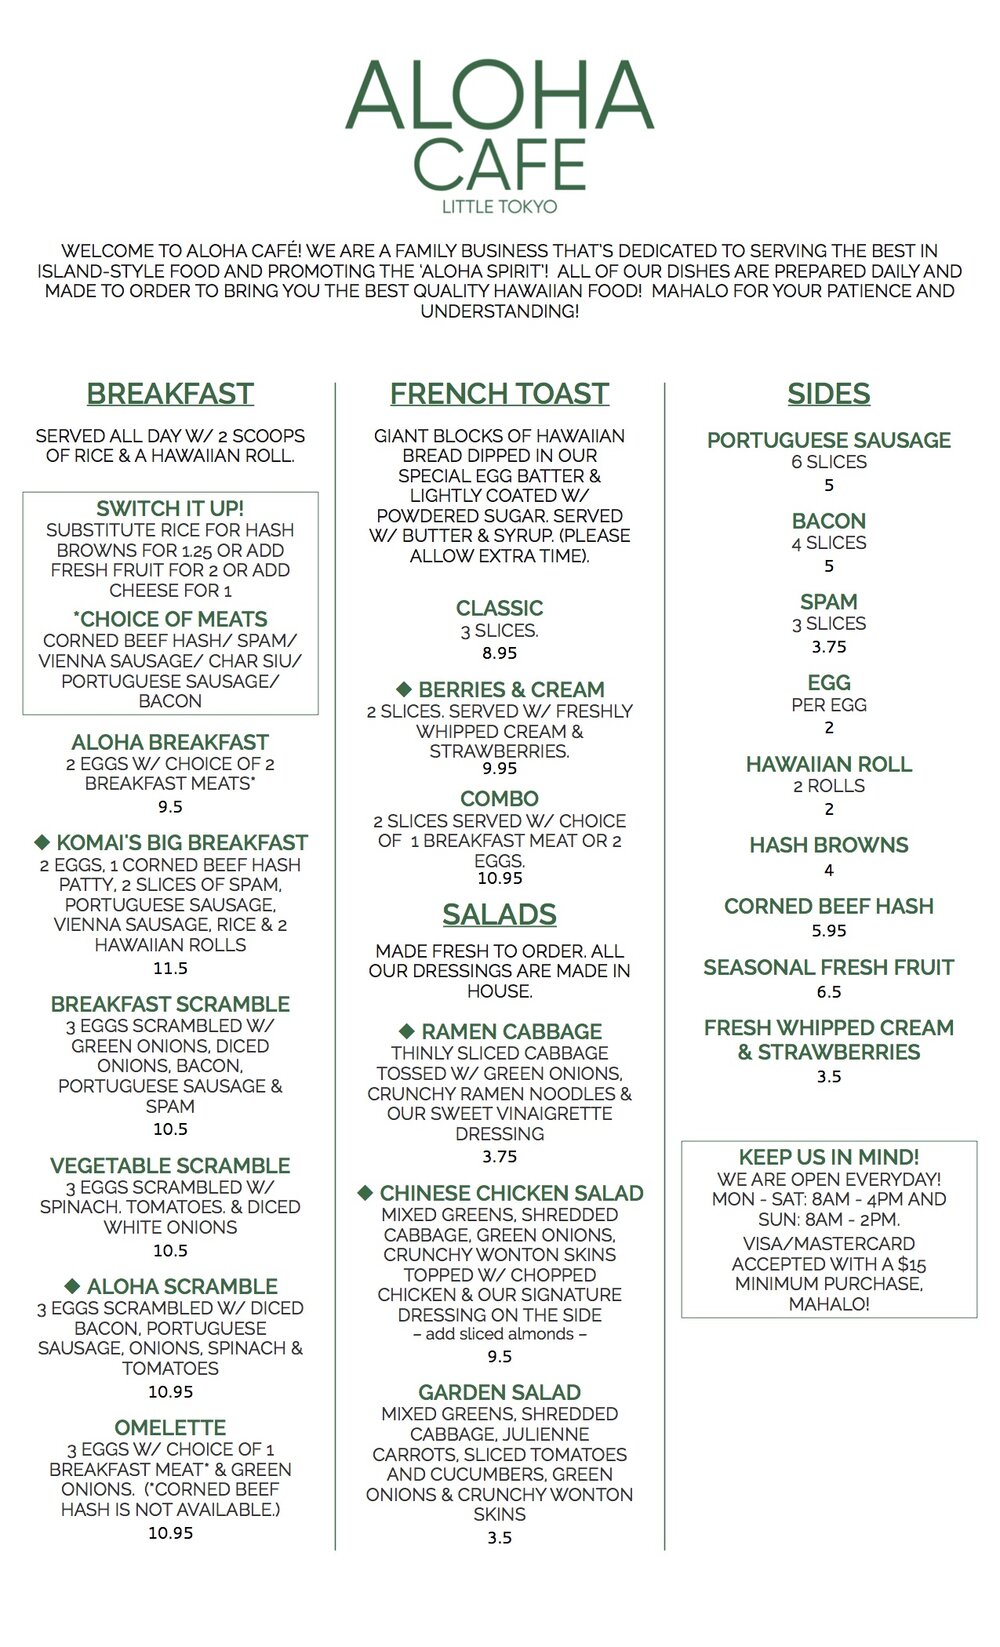 ALOHA
CAFE
LITTLE TOKYO
WELCOME TO ALOHA CAFÉ! WE ARE A FAMILY BUSINESS THAT'S DEDICATED TO SERVING THE BEST IN
ISLAND-STYLE FOOD AND PROMOTING THE 'ALOHA SPIRIT'! ALL OF OUR DISHES ARE PREPARED DAILY AND
MADE TO ORDER TO BRING YOU THE BEST QUALITY HAWAIIAN FOOD! MAHALO FOR YOUR PATIENCE AND
UNDERSTANDING!
BREAKFAST
SERVED ALL DAY W/ 2 SCOOPS
OF RICE & A HAWAIIAN ROLL.
SWITCH IT UP!
SUBSTITUTE RICE FOR HASH
BROWNS FOR 1.25 OR ADD
FRESH FRUIT FOR 2 OR ADD
CHEESE FOR 1
*CHOICE OF MEATS
CORNED BEEF HASH/ SPAM/
VIENNA SAUSAGE/ CHAR SIU/
PORTUGUESE SAUSAGE/
BACON
ALOHA BREAKFAST
2 EGGS W/ CHOICE OF 2
BREAKFAST MEATS*
9.5
◆ KOMAI'S BIG BREAKFAST
2 EGGS, 1 CORNED BEEF HASH
PATTY, 2 SLICES OF SPAM,
PORTUGUESE SAUSAGE,
VIENNA SAUSAGE, RICE & 2
HAWAIIAN ROLLS
11.5
BREAKFAST SCRAMBLE
3 EGGS SCRAMBLED W/
GREEN ONIONS, DICED
ONIONS, BACON,
PORTUGUESE SAUSAGE &
SPAM
10.5
VEGETABLE SCRAMBLE
3 EGGS SCRAMBLED W/
SPINACH. TOMATOES. & DICED
WHITE ONIONS
10.5
◆ ALOHA SCRAMBLE
3 EGGS SCRAMBLED W/ DICED
BACON, PORTUGUESE
SAUSAGE, ONIONS, SPINACH &
TOMATOES
10.95
OMELETTE
3 EGGS W/ CHOICE OF 1
BREAKFAST MEAT* & GREEN
ONIONS. (*CORNED BEEF
HASH IS NOT AVAILABLE.)
10.95
FRENCH TOAST
GIANT BLOCKS OF HAWAIIAN
BREAD DIPPED IN OUR
SPECIAL EGG BATTER &
LIGHTLY COATED W/
POWDERED SUGAR. SERVED
W/ BUTTER & SYRUP. (PLEASE
ALLOW EXTRA TIME).
CLASSIC
3 SLICES.
8.95
◆ BERRIES & CREAM
2 SLICES. SERVED W/ FRESHLY
WHIPPED CREAM &
STRAWBERRIES.
9.95
COMBO
2 SLICES SERVED W/ CHOICE
OF 1 BREAKFAST MEAT OR 2
EGGS.
10.95
SALADS
MADE FRESH TO ORDER. ALL
OUR DRESSINGS ARE MADE IN
HOUSE.
◆ RAMEN CABBAGE
THINLY SLICED CABBAGE
TOSSED W/ GREEN ONIONS,
CRUNCHY RAMEN NOODLES &
OUR SWEET VINAIGRETTE
DRESSING
3.75
◆ CHINESE CHICKEN SALAD
MIXED GREENS, SHREDDED
CABBAGE, GREEN ONIONS,
CRUNCHY WONTON SKINS
TOPPED W/ CHOPPED
CHICKEN & OUR SIGNATURE
DRESSING ON THE SIDE
– add sliced almonds –
9.5
GARDEN SALAD
MIXED GREENS, SHREDDED
CABBAGE, JULIENNE
CARROTS, SLICED TOMATOES
AND CUCUMBERS, GREEN
ONIONS & CRUNCHY WONTON
SKINS
3.5
SIDES
PORTUGUESE SAUSAGE
6 SLICES
5
BACON
4 SLICES
5
SPAM
3 SLICES
3.75
EGG
PER EGG
2
HAWAIIAN ROLL
2 ROLLS
2
HASH BROWNS
4
CORNED BEEF HASH
5.95
SEASONAL FRESH FRUIT
6.5
FRESH WHIPPED CREAM
& STRAWBERRIES
3.5
KEEP US IN MIND!
WE ARE OPEN EVERYDAY!
MON - SAT: 8AM - 4PM AND
SUN: 8AM - 2PM.
VISA/MASTERCARD
ACCEPTED WITH A $15
MINIMUM PURCHASE,
MAHALO!